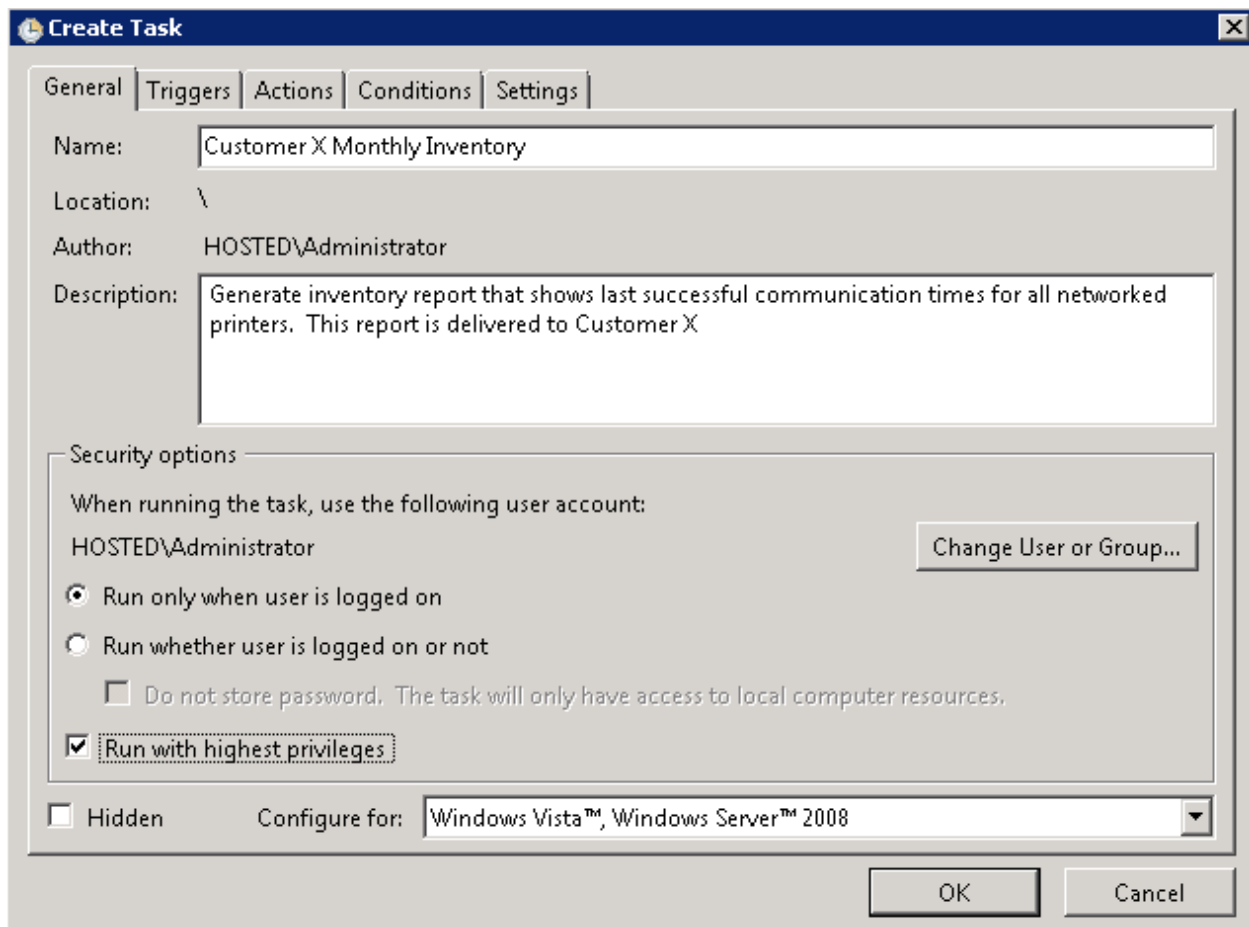 Create Task
General Triggers Actions Conditions Settings
Name: Customer X Monthly Inventory
Location: \
Author: HOSTED\Administrator
Description: Generate inventory report that shows last successful communication times for all networked
printers.  This report is delivered to Customer X
Security options
When running the task, use the following user account:
HOSTED\Administrator Change User or Group...
Run only when user is logged on
Run whether user is logged on or not
Do not store password.  The task will only have access to local computer resources.
Run with highest privileges
Hidden Configure for: Windows Vista™, Windows Server™ 2008
OK Cancel